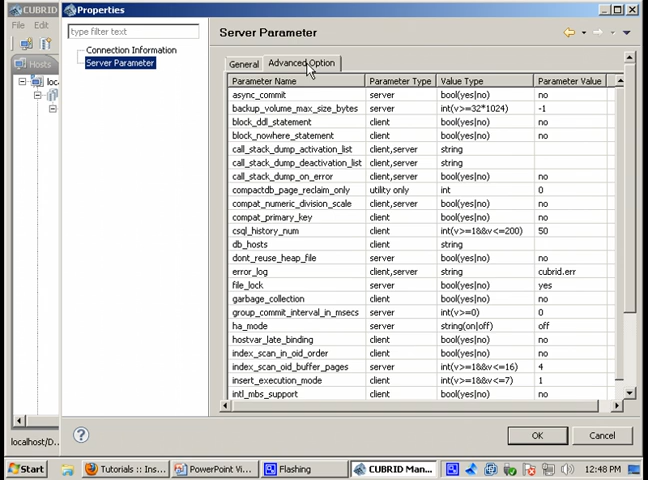 CUBRID
Properties
File Edit
type filter text
Server Parameter
Connection Information
Server Parameter
Hosts
General
Advanced Option
Parameter Name Parameter Type Value Type Parameter Value
async_commit server bool(yes|no) no
backup_volume_max_size_bytes server int(v>=32*1024) -1
block_ddl_statement client bool(yes|no) no
block_nowhere_statement client bool(yes|no) no
call_stack_dump_activation_list client,server string
call_stack_dump_deactivation_list client,server string
call_stack_dump_on_error client,server bool(yes|no) no
compactdb_page_reclaim_only utility only int 0
compat_numeric_division_scale client,server bool(yes|no) no
compat_primary_key client bool(yes|no) no
csql_history_num client int(v>=1&&v<=200) 50
db_hosts client string
dont_reuse_heap_file server bool(yes|no) no
error_log client,server string cubrid.err
file_lock server bool(yes|no) yes
garbage_collection client bool(yes|no) no
group_commit_interval_in_msecs server int(v>=0) 0
ha_mode server string(on|off) off
hostvar_late_binding client bool(yes|no) no
index_scan_in_oid_order client bool(yes|no) no
index_scan_oid_buffer_pages server int(v>=1&&v<=16) 4
insert_execution_mode client int(v>=1&&v<=7) 1
intl_mbs_support client bool(yes|no) no
loc
localhost/D...
? OK Cancel
Start Tutorials :: Ins... PowerPoint Vi... Flashing CUBRID Man... 12:48 PM